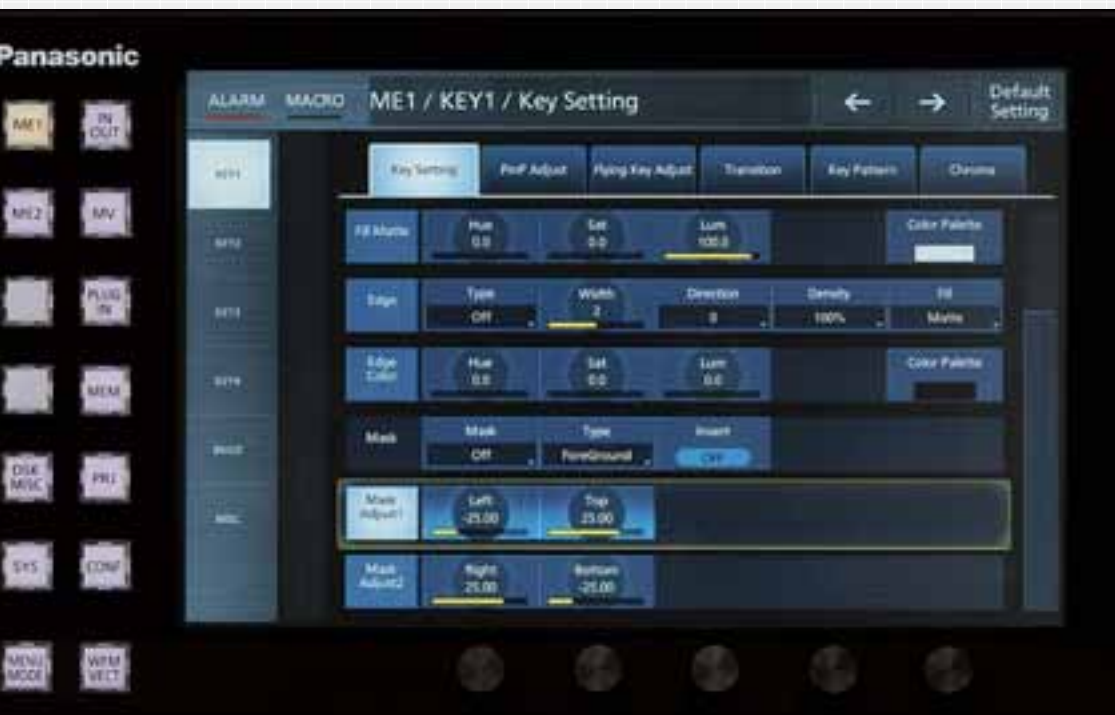 Panasonic
ME1
IN
OUT
ME2
MV
PLUG
IN
MEM
DSK
MISC
PRJ
SYS
CONF
MENU
MODE
WFM
VECT
ALARM
MACRO
ME1 / KEY1 / Key Setting
←
→
Default
Setting
KEY1
KEY2
KEY3
KEY4
BKGD
MISC
Key Setting
PinP Adjust
Flying Key Adjust
Transition
Key Pattern
Chroma
Fill Matte
Hue
0.0
Sat
0.0
Lum
100.0
Color Palette
Edge
Type
Off
Width
2
Direction
0
Density
100%
Fill
Matte
Edge
Color
Hue
0.0
Sat
0.0
Lum
0.0
Color Palette
Mask
Mask
Off
Type
ForeGround
Invert
OFF
Mask
Adjust1
Left
-25.00
Top
25.00
Mask
Adjust2
Right
25.00
Bottom
-25.00